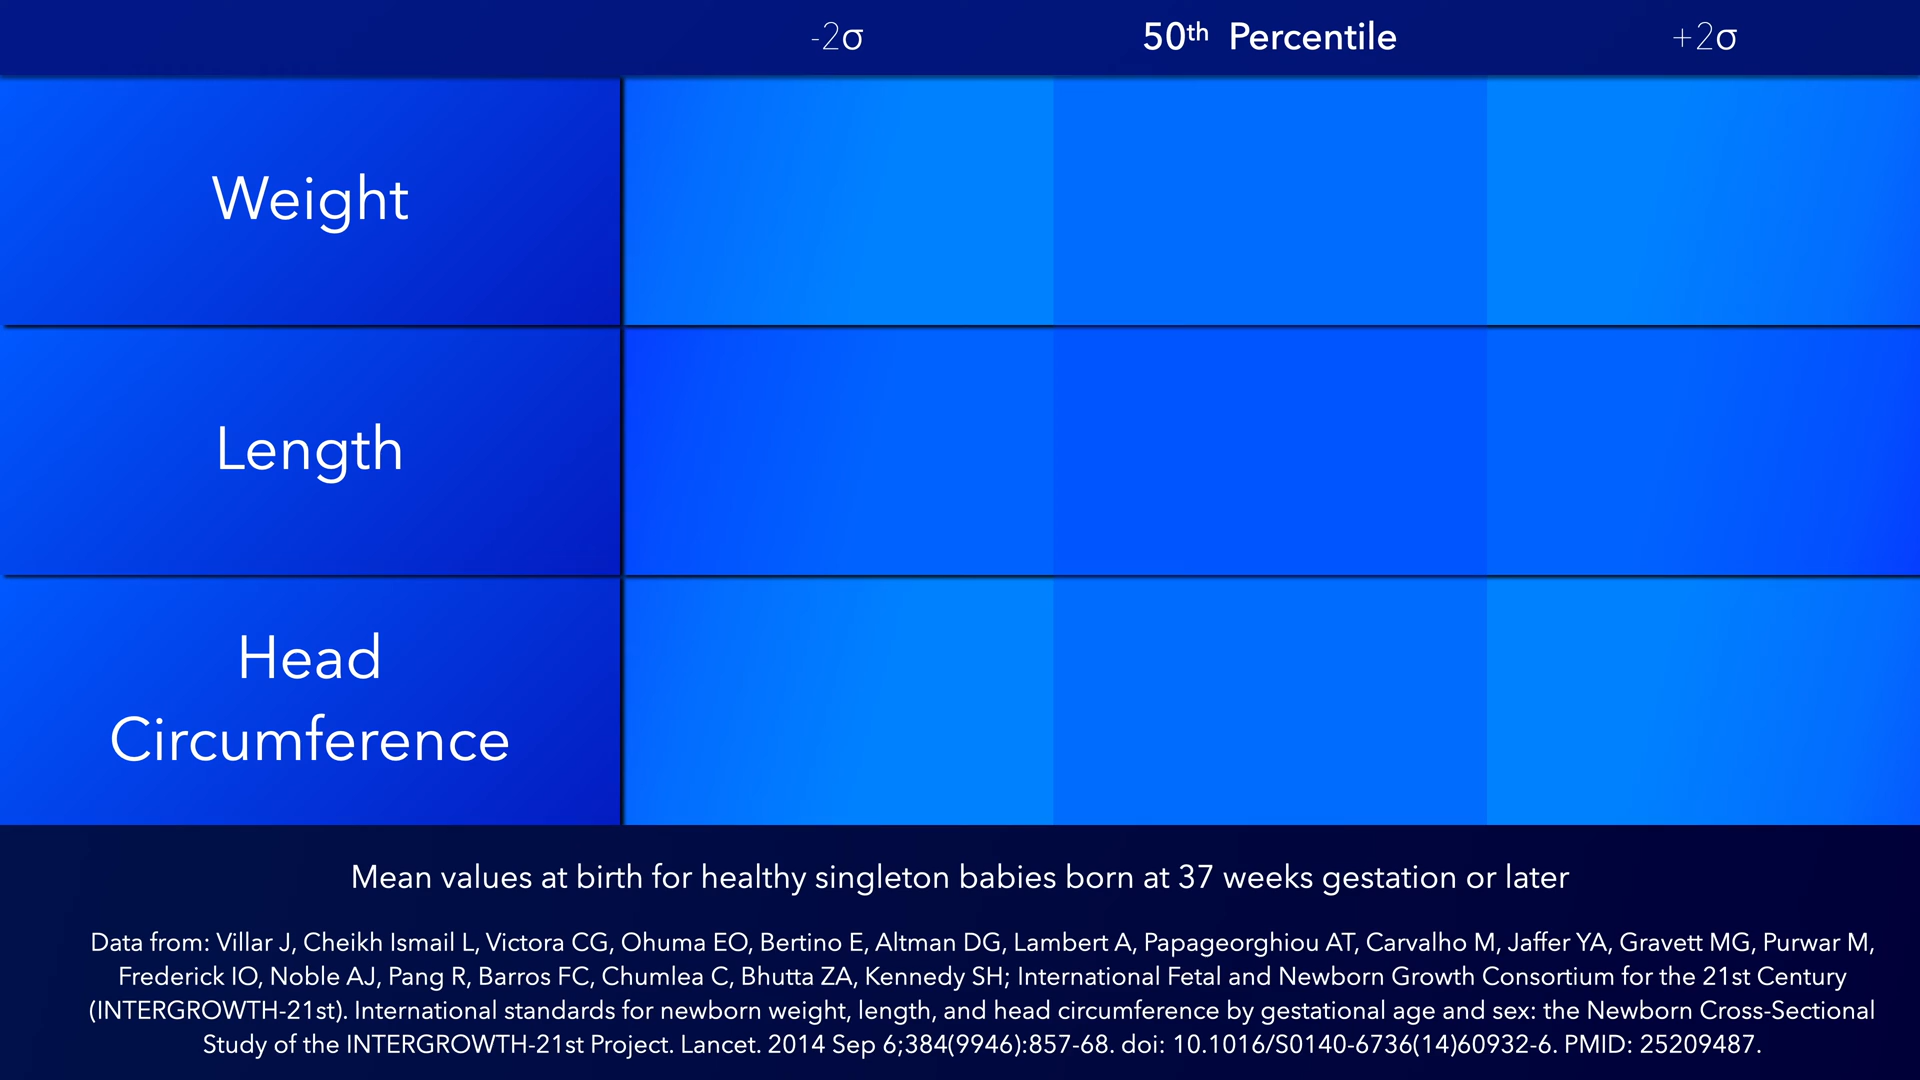 -2σ 50th Percentile +2σ
Weight
Length
Head
Circumference
Mean values at birth for healthy singleton babies born at 37 weeks gestation or later
Data from: Villar J, Cheikh Ismail L, Victora CG, Ohuma EO, Bertino E, Altman DG, Lambert A, Papageorghiou AT, Carvalho M, Jaffer YA, Gravett MG, Purwar M,
Frederick IO, Noble AJ, Pang R, Barros FC, Chumlea C, Bhutta ZA, Kennedy SH; International Fetal and Newborn Growth Consortium for the 21st Century
(INTERGROWTH-21st). International standards for newborn weight, length, and head circumference by gestational age and sex: the Newborn Cross-Sectional
Study of the INTERGROWTH-21st Project. Lancet. 2014 Sep 6;384(9946):857-68. doi: 10.1016/S0140-6736(14)60932-6. PMID: 25209487.